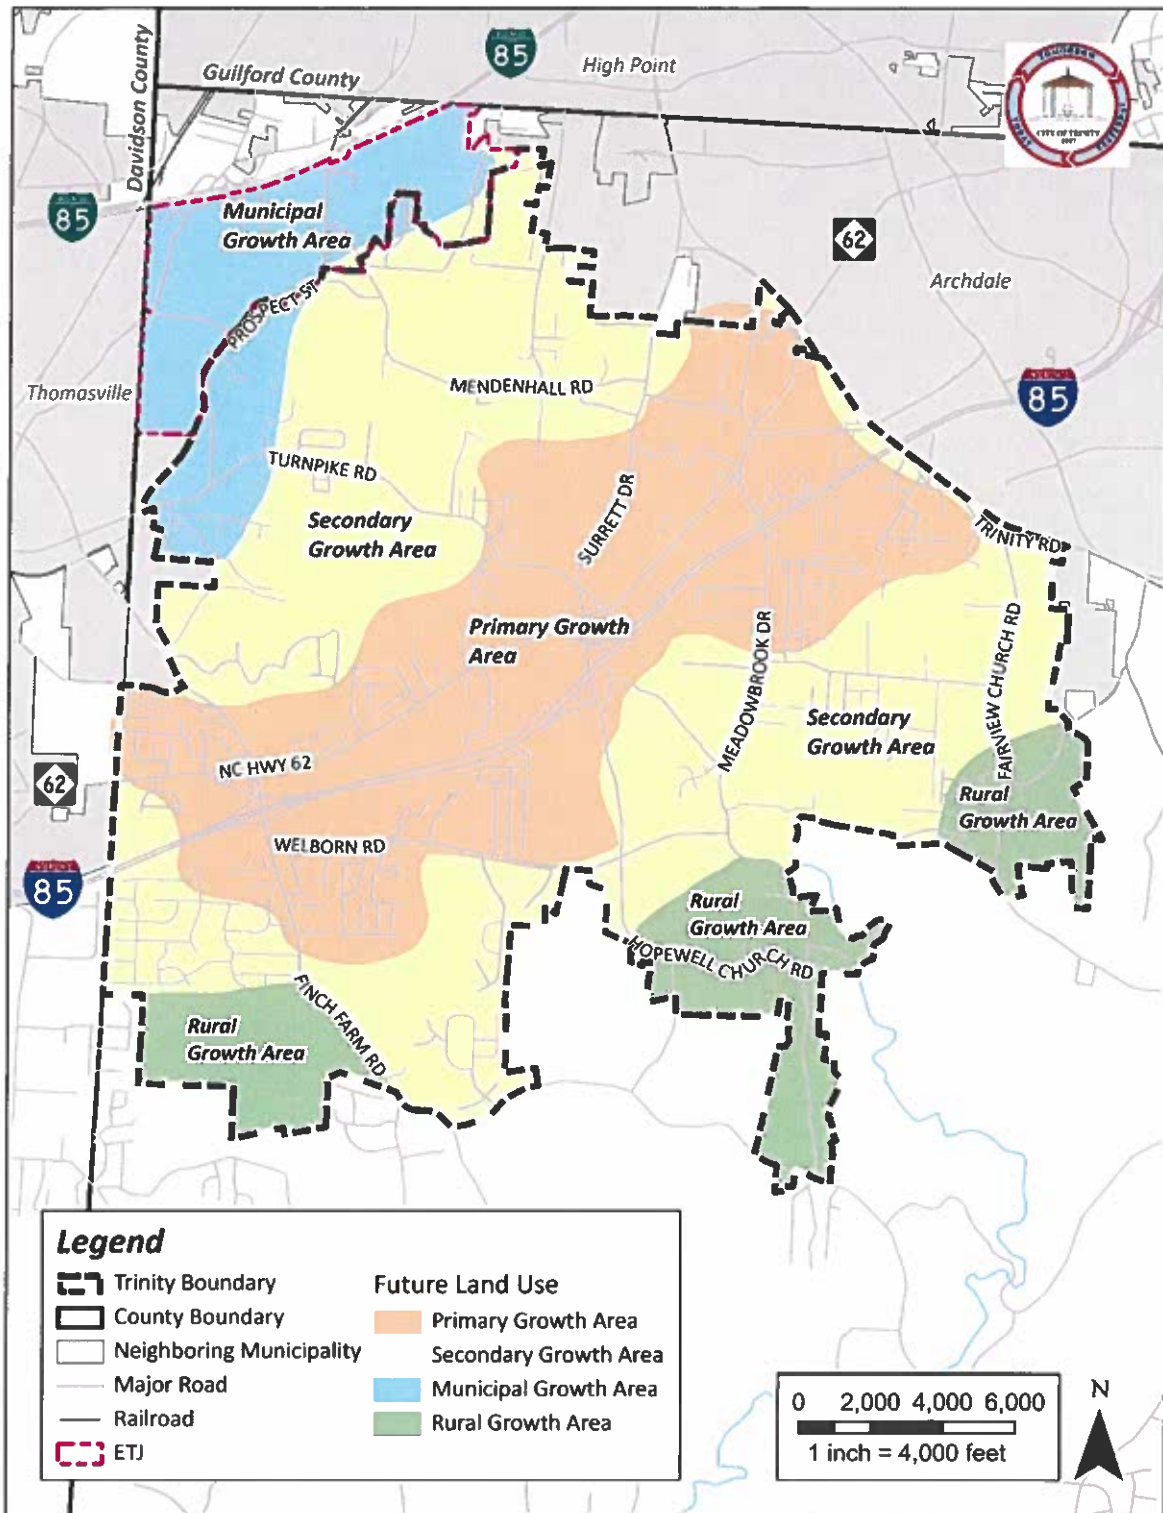 85
Guilford County
High Point
Davidson County
CITY OF TRINITY
1997
85
Municipal
Growth Area
62
Archdale
PROSPECT ST
Thomasville
MENDENHALL RD
85
TURNPIKE RD
SURRETT DR
Secondary
Growth Area
TRINITY RD
Primary Growth
Area
MEADOWBROOK DR
FAIRVIEW CHURCH RD
Secondary
Growth Area
NC HWY 62
62
Rural
Growth Area
WELBORN RD
85
Rural
Growth Area
HOPEWELL CHURCH RD
FINCH FARM RD
Rural
Growth Area
Legend
Trinity Boundary
County Boundary
Neighboring Municipality
Major Road
Railroad
ETJ
Future Land Use
Primary Growth Area
Secondary Growth Area
Municipal Growth Area
Rural Growth Area
0 2,000 4,000 6,000
1 inch = 4,000 feet
N